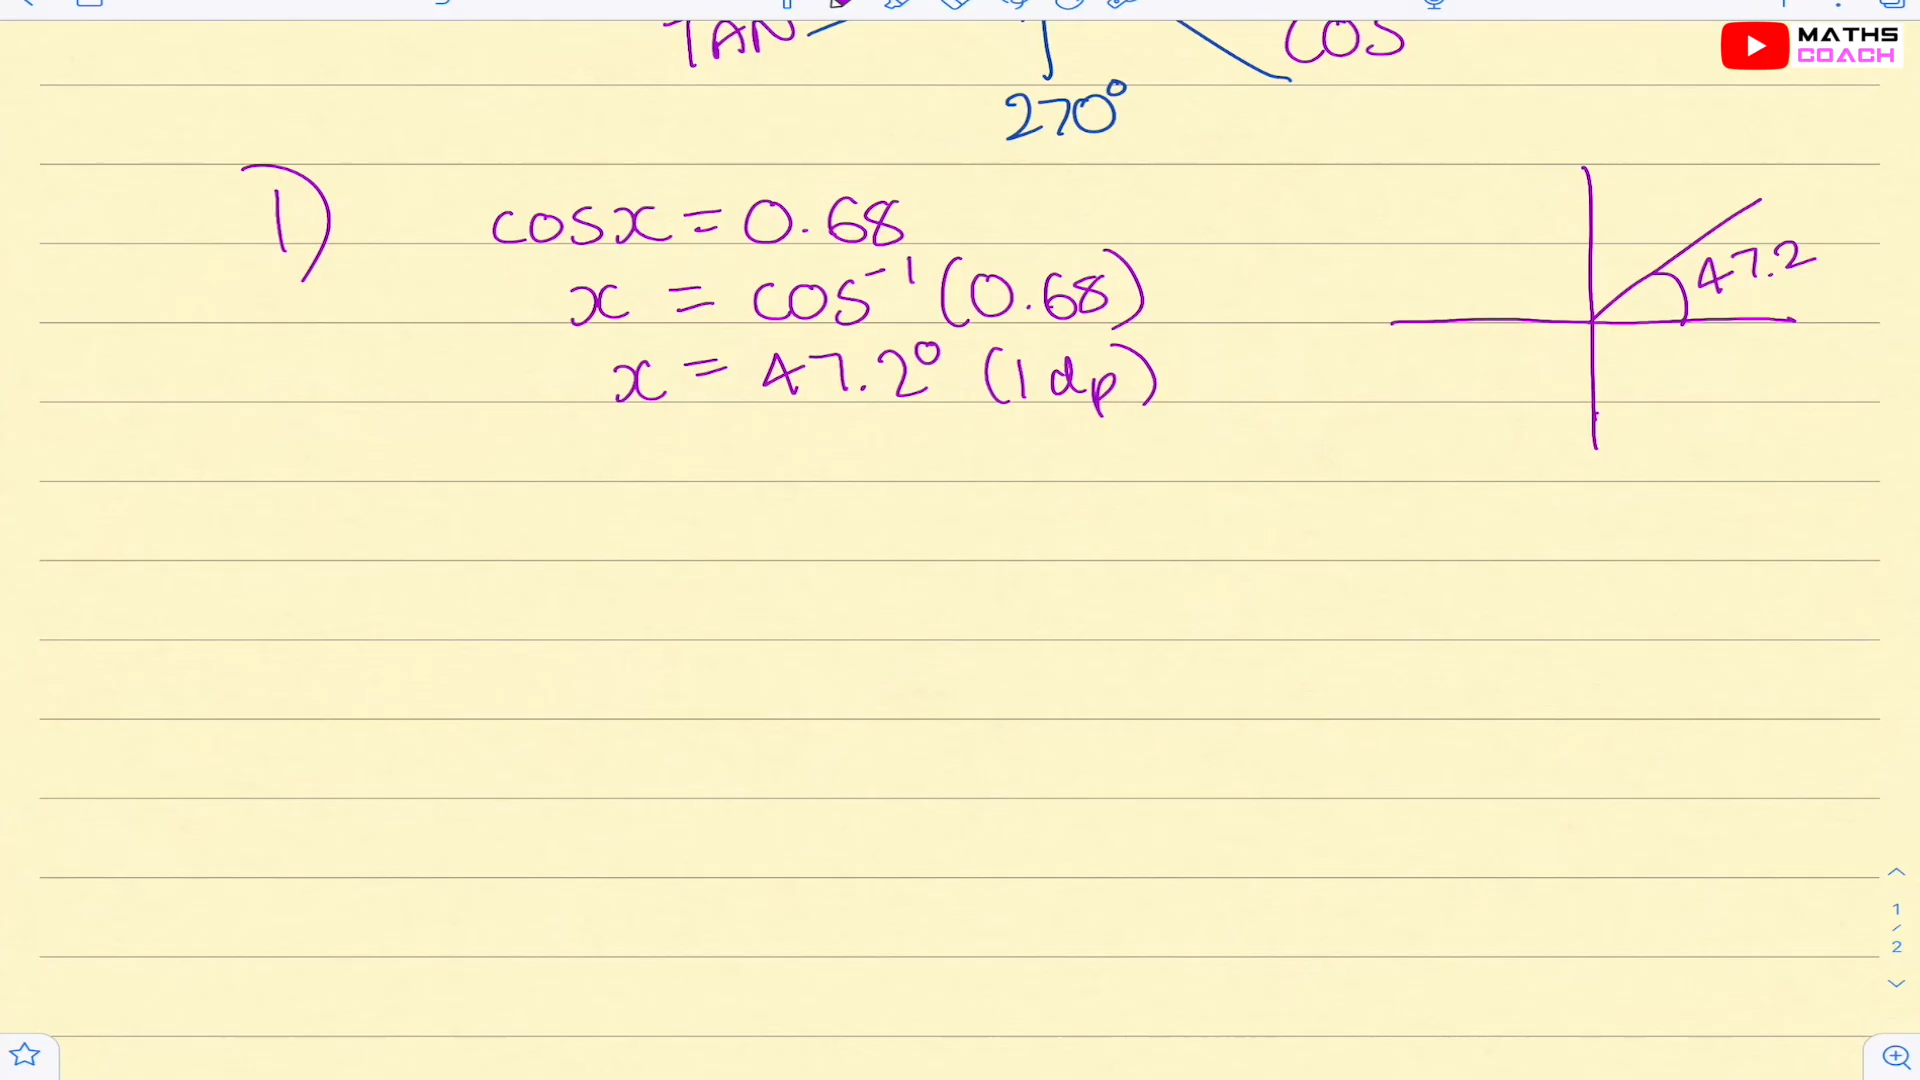 TAN COS
MATHS
COACH
270°
1) cosx = 0.68
x = cos⁻¹ (0.68)
x = 47.2° (1dp)
47.2
1
/
2